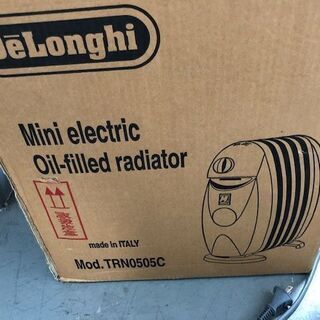 DeLonghi
Mini electric
Oil-filled radiator
made in ITALY
Mod.TRN0505C